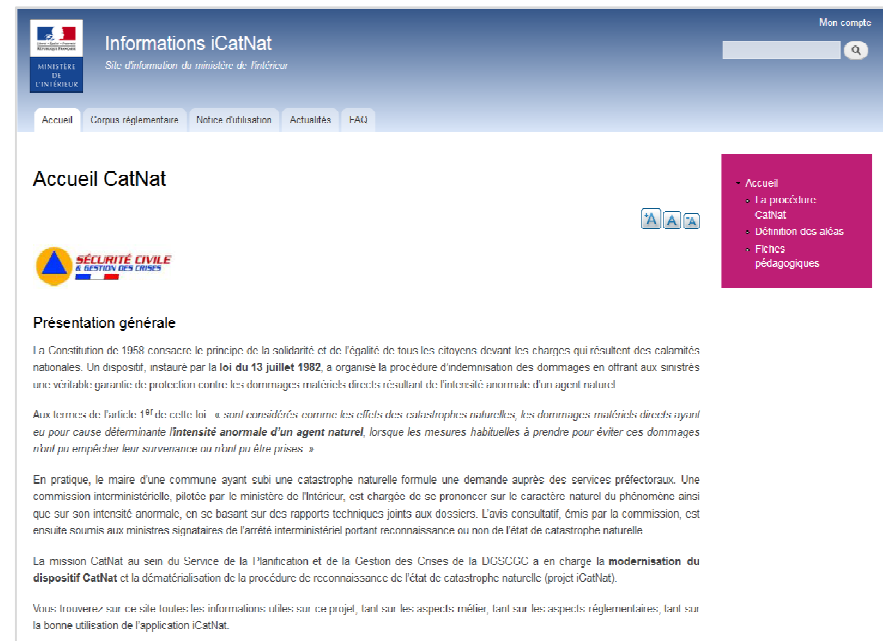 Mon compte
Informations iCatNat
Site d'information du ministère de l'intérieur
MINISTÈRE
DE
L'INTÉRIEUR
Accueil
Corpus réglementaire
Notice d'utilisation
Actualités
FAQ
Accueil CatNat
+A A -A
SÉCURITÉ CIVILE
& GESTION DES CRISES
Accueil
La procédure
CatNat
Définition des aléas
Fiches
pédagogiques
Présentation générale
La Constitution de 1958 consacre le principe de la solidarité et de l'égalité de tous les citoyens devant les charges qui résultent des calamités
nationales. Un dispositif, instauré par la loi du 13 juillet 1982, a organisé la procédure d'indemnisation des dommages en offrant aux sinistrés
une véritable garantie de protection contre les dommages matériels directs résultant de l'intensité anormale d'un agent naturel.
Aux termes de l'article 1er de cette loi : « sont considérés comme les effets des catastrophes naturelles, les dommages matériels directs ayant
eu pour cause déterminante l'intensité anormale d'un agent naturel, lorsque les mesures habituelles à prendre pour éviter ces dommages
n'ont pu empêcher leur survenance ou n'ont pu être prises. »
En pratique, le maire d'une commune ayant subi une catastrophe naturelle formule une demande auprès des services préfectoraux. Une
commission interministérielle, pilotée par le ministère de l'Intérieur, est chargée de se prononcer sur le caractère naturel du phénomène ainsi
que sur son intensité anormale, en se basant sur des rapports techniques joints aux dossiers. L'avis consultatif, émis par la commission, est
ensuite soumis aux ministres signataires de l'arrêté interministériel portant reconnaissance ou non de l'état de catastrophe naturelle.
La mission CatNat au sein du Service de la Planification et de la Gestion des Crises de la DGSCGC a en charge la modernisation du
dispositif CatNat et la dématérialisation de la procédure de reconnaissance de l'état de catastrophe naturelle (projet iCatNat).
Vous trouverez sur ce site toutes les informations utiles sur ce projet, tant sur les aspects métier, tant sur les aspects réglementaires, tant sur
la bonne utilisation de l'application iCatNat.